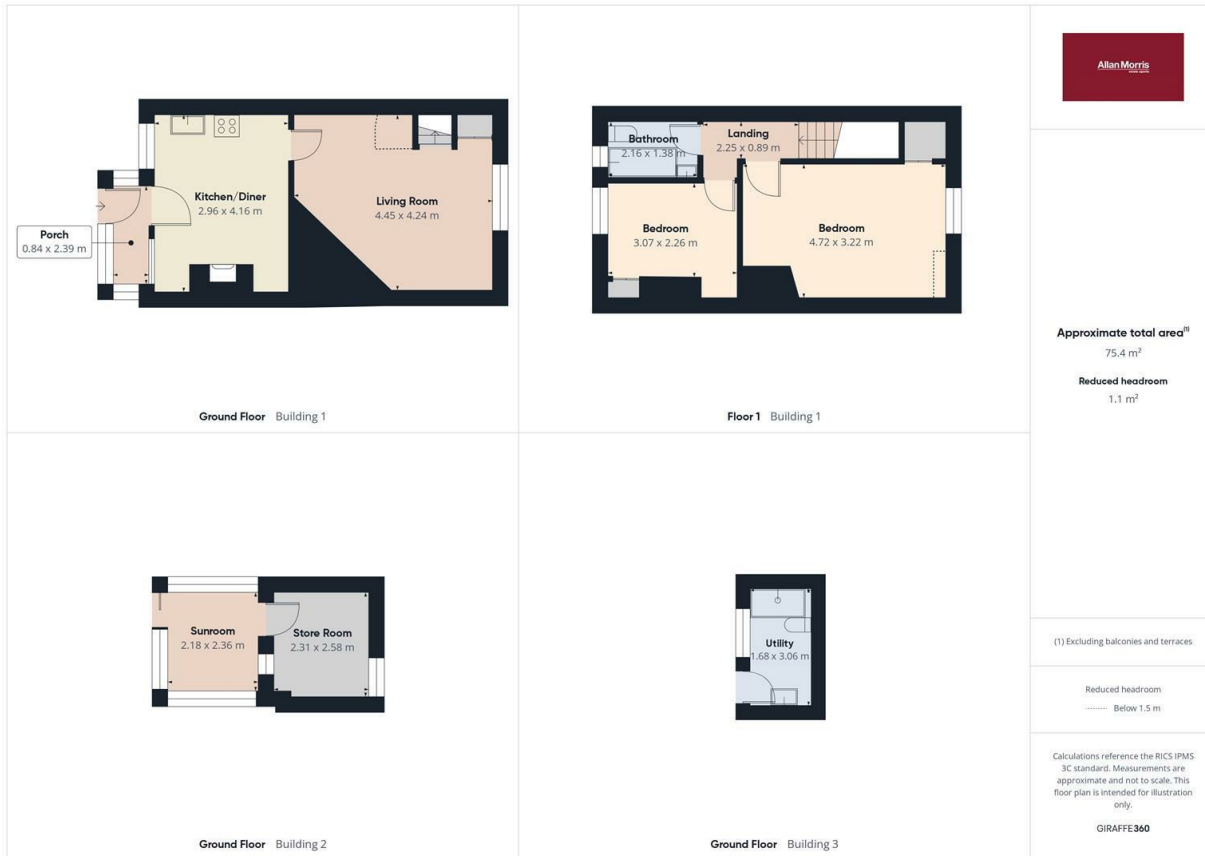 Kitchen/Diner
2.96 x 4.16 m
Living Room
4.45 x 4.24 m
Porch
0.84 x 2.39 m
Ground Floor Building 1
Bathroom
2.16 x 1.38 m
Landing
2.25 x 0.89 m
Bedroom
3.07 x 2.26 m
Bedroom
4.72 x 3.22 m
Floor 1 Building 1
Sunroom
2.18 x 2.36 m
Store Room
2.31 x 2.58 m
Ground Floor Building 2
Utility
1.68 x 3.06 m
Ground Floor Building 3
Allan Morris
estate agents
Approximate total area(1)
75.4 m²
Reduced headroom
1.1 m²
(1) Excluding balconies and terraces
Reduced headroom
Below 1.5 m
Calculations reference the RICS IPMS
3C standard. Measurements are
approximate and not to scale. This
floor plan is intended for illustration
only.
GIRAFFE360